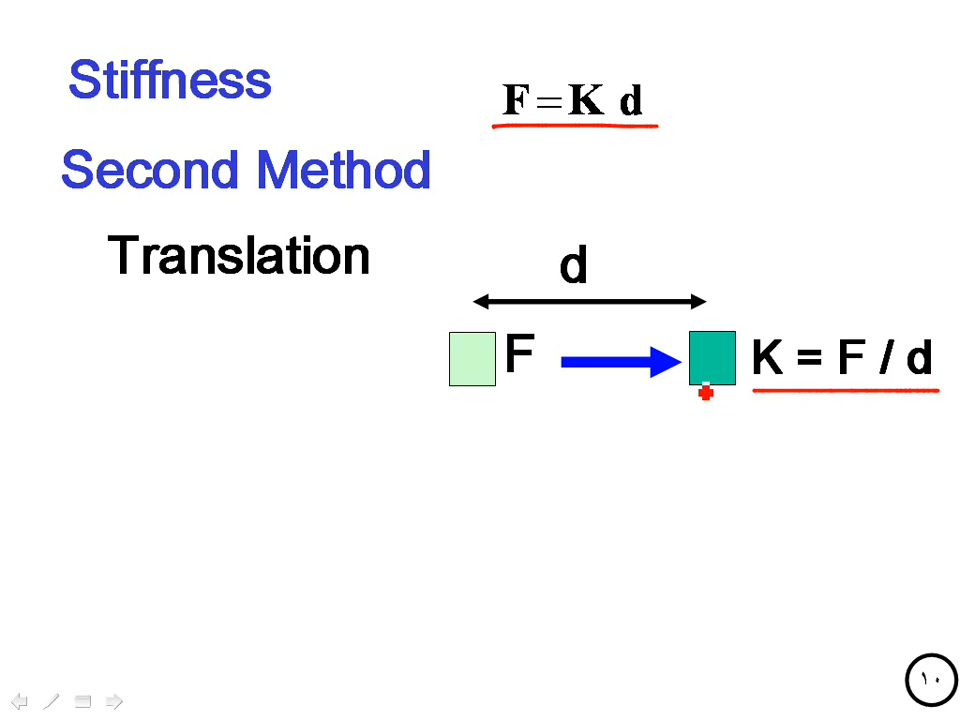 Stiffness
F = K d
Second Method
Translation
d
F
K = F / d
١٠